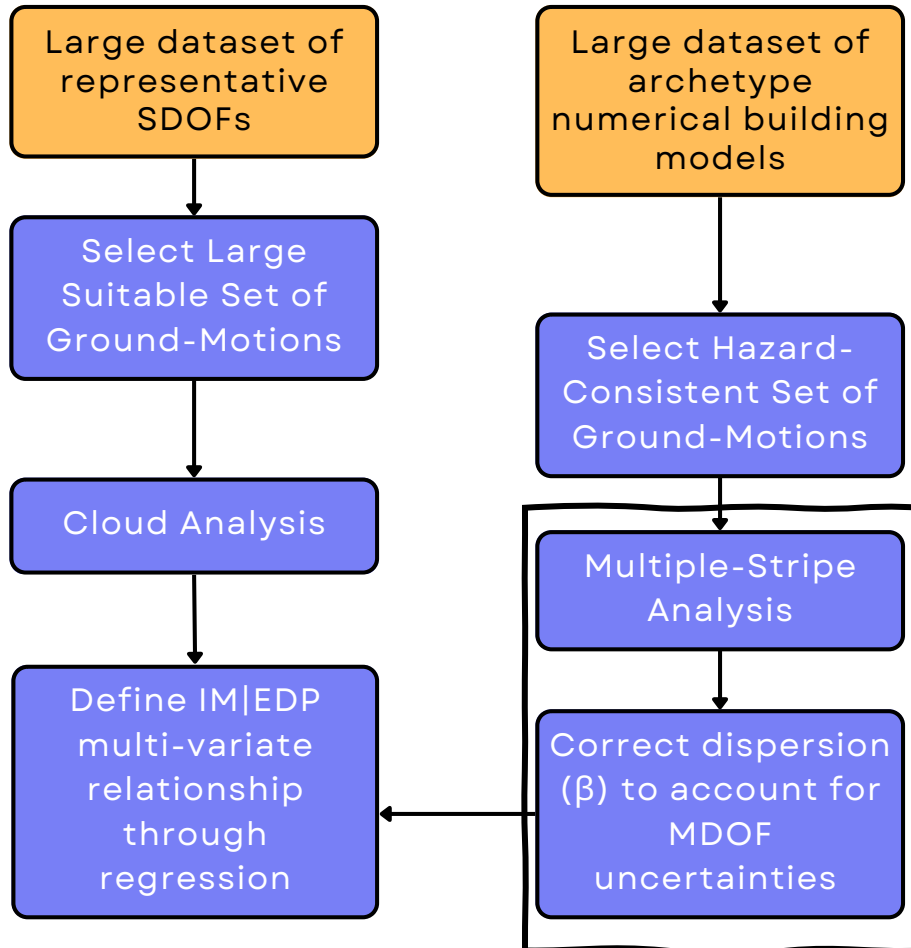 Large dataset of
representative
SDOFs
Select Large
Suitable Set of
Ground-Motions
Cloud Analysis
Define IM|EDP
multi-variate
relationship
through
regression
Large dataset of
archetype
numerical building
models
Select Hazard-
Consistent Set of
Ground-Motions
Multiple-Stripe
Analysis
Correct dispersion
(β) to account for
MDOF
uncertainties